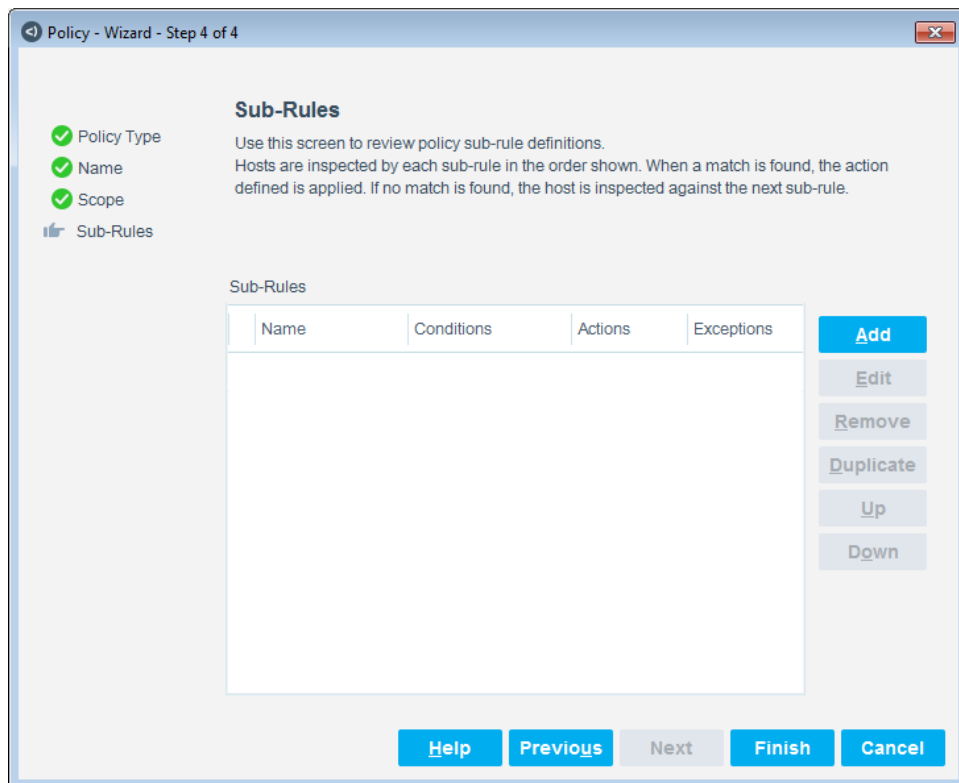 Policy - Wizard - Step 4 of 4
Policy Type
Name
Scope
Sub-Rules
Sub-Rules
Use this screen to review policy sub-rule definitions.
Hosts are inspected by each sub-rule in the order shown. When a match is found, the action
defined is applied. If no match is found, the host is inspected against the next sub-rule.
Sub-Rules
Name Conditions Actions Exceptions
Add
Edit
Remove
Duplicate
Up
Down
Help Previous Next Finish Cancel